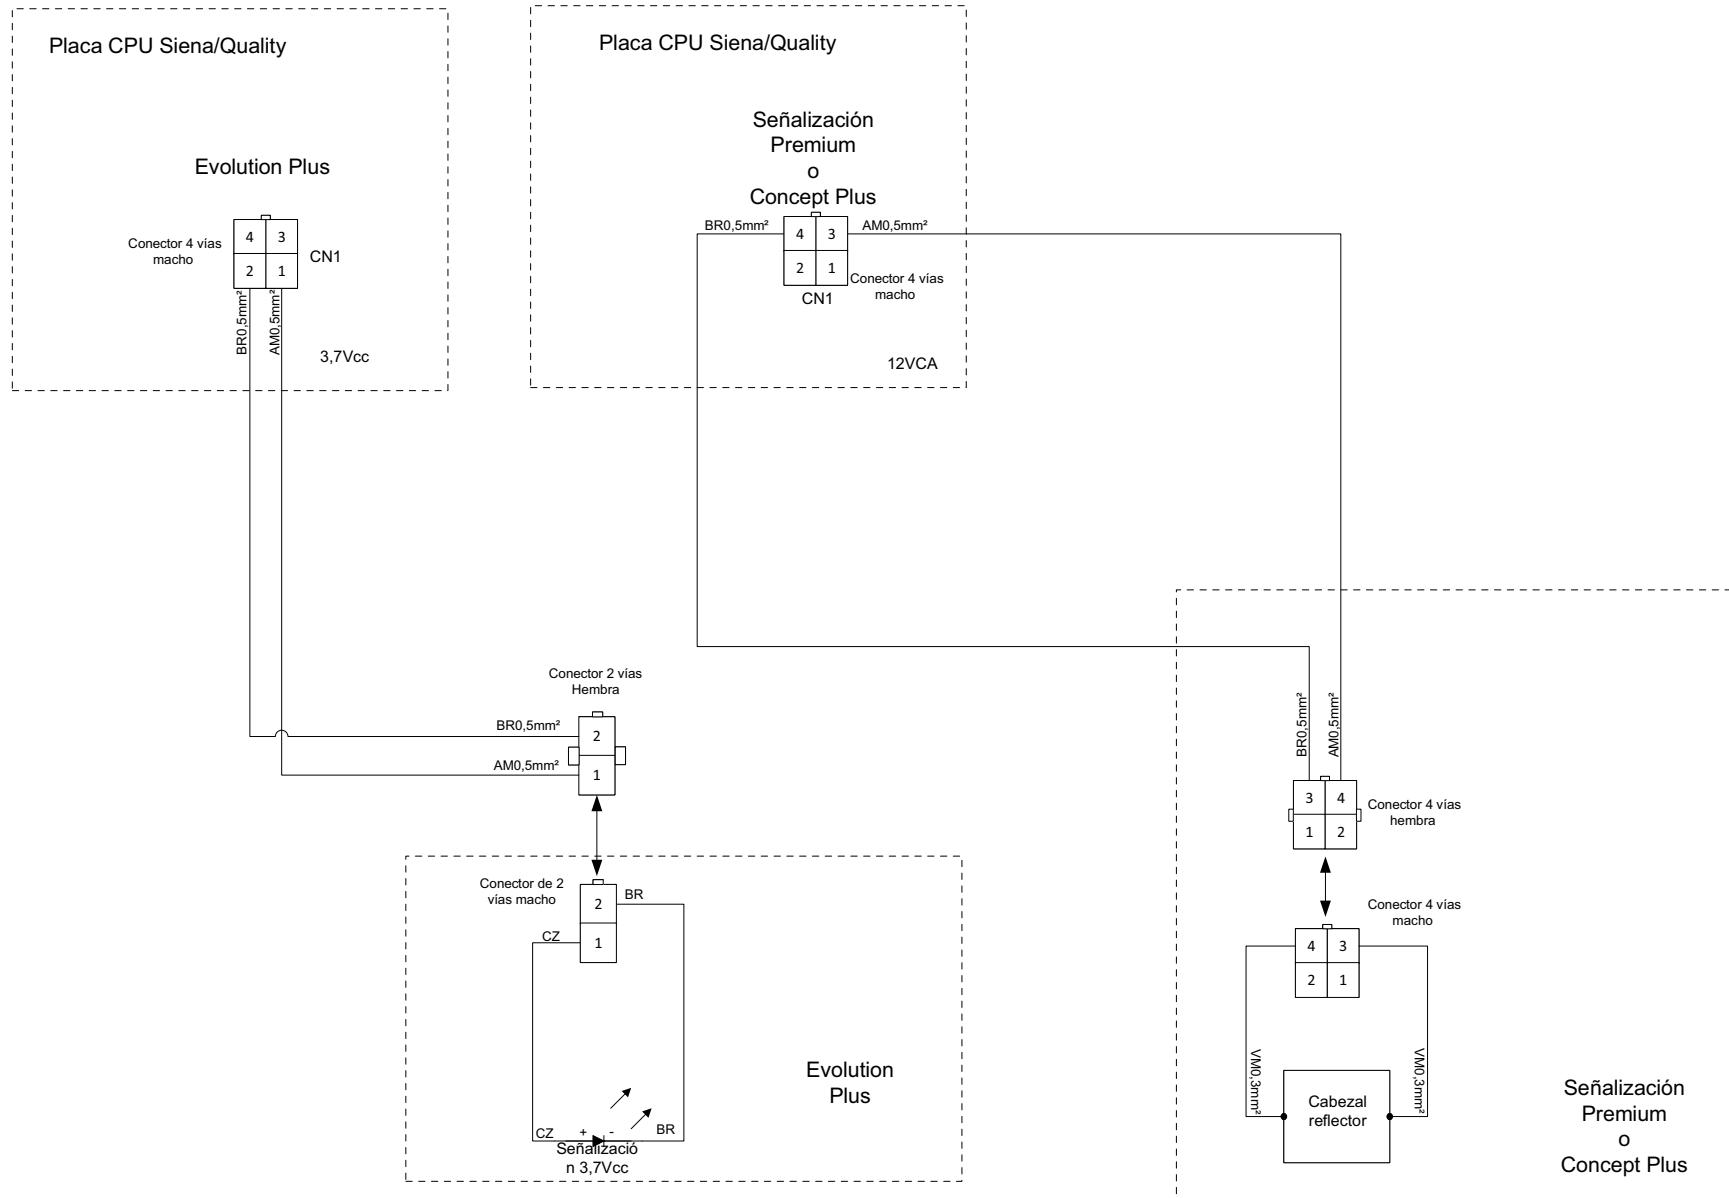 Placa CPU Siena/Quality
Evolution Plus
Conector 4 vías
macho
4
3
2
1
CN1
BR0,5mm²
AM0,5mm²
3,7Vcc
Placa CPU Siena/Quality
Señalización
Premium
o
Concept Plus
BR0,5mm²
4
3
AM0,5mm²
2
1
Conector 4 vías
macho
CN1
12VCA
Conector 2 vías
Hembra
BR0,5mm²
2
AM0,5mm²
1
Conector de 2
vías macho
2
BR
CZ
1
Evolution
Plus
CZ
+
-
BR
Señalizació
n 3,7Vcc
BR0,5mm²
AM0,5mm²
3
4
1
2
Conector 4 vías
hembra
Conector 4 vías
macho
4
3
2
1
VM0,3mm²
VM0,3mm²
Cabezal
reflector
Señalización
Premium
o
Concept Plus